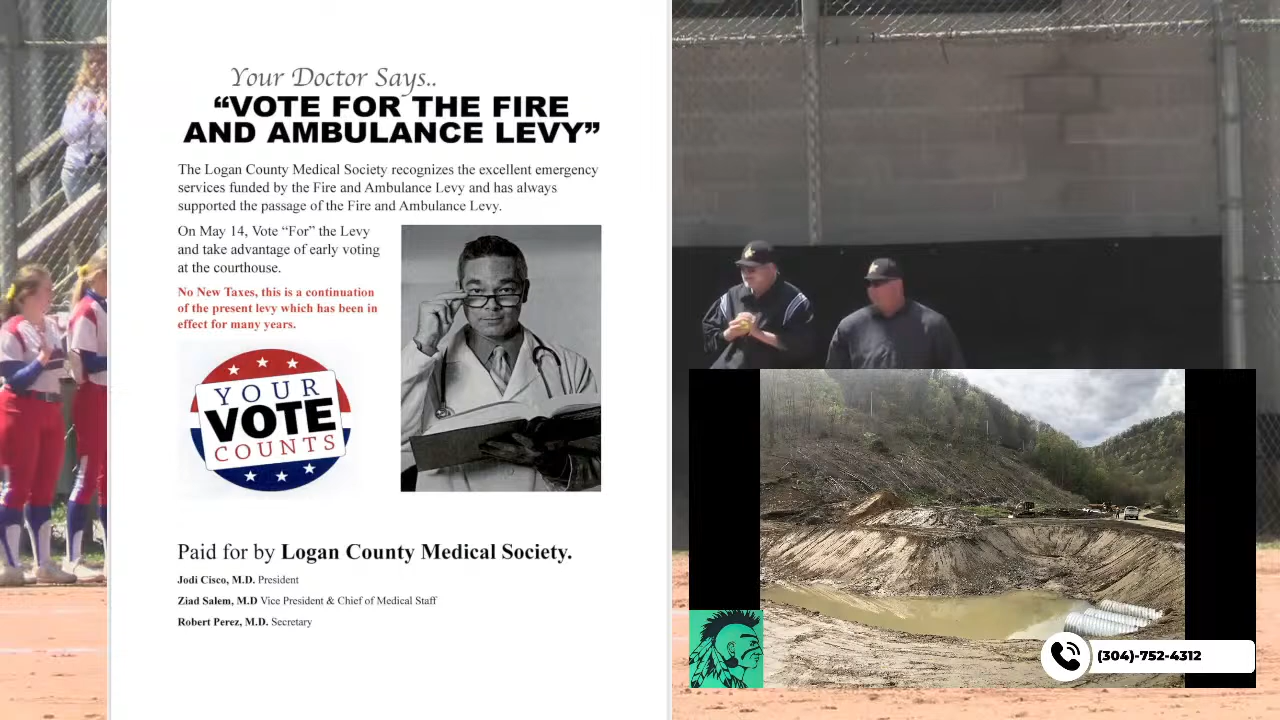 Your Doctor Says..
“VOTE FOR THE FIRE
AND AMBULANCE LEVY”
The Logan County Medical Society recognizes the excellent emergency
services funded by the Fire and Ambulance Levy and has always
supported the passage of the Fire and Ambulance Levy.
On May 14, Vote “For” the Levy
and take advantage of early voting
at the courthouse.
No New Taxes, this is a continuation
of the present levy which has been in
effect for many years.
YOUR
VOTE
COUNTS
Paid for by Logan County Medical Society.
Jodi Cisco, M.D. President
Ziad Salem, M.D Vice President & Chief of Medical Staff
Robert Perez, M.D. Secretary
(304)-752-4312